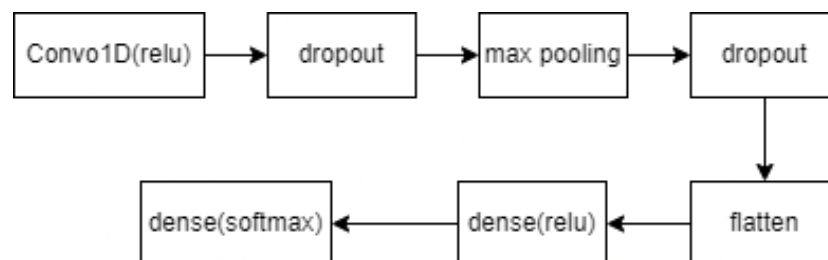 Convo1D(relu)
dropout
max pooling
dropout
flatten
dense(relu)
dense(softmax)